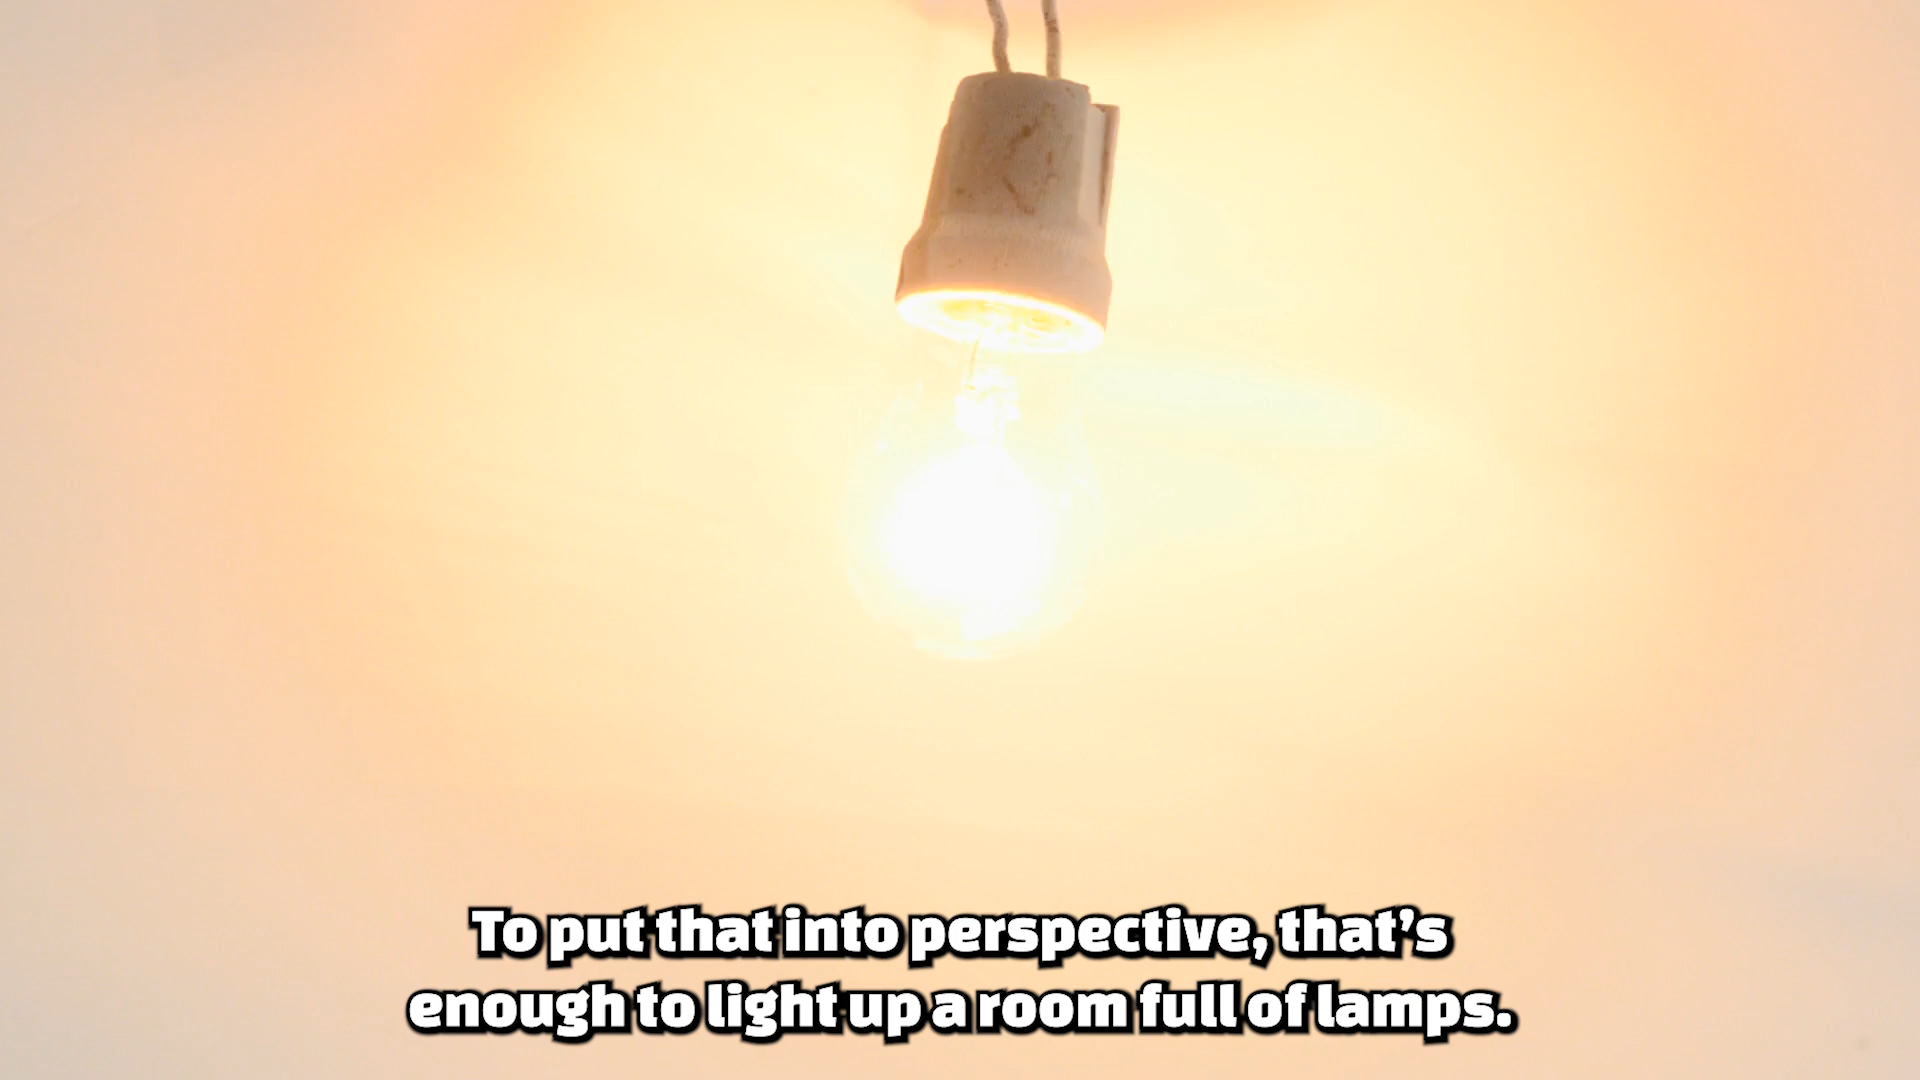 To put that into perspective, that’s
enough to light up a room full of lamps.